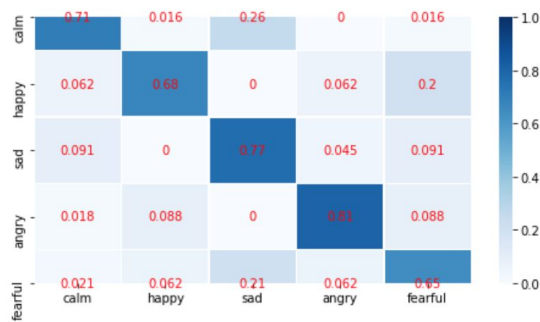 calm 0.71 0.016 0.26 0 0.016 1.0
happy 0.062 0.68 0 0.062 0.2 0.8
0.6
sad 0.091 0 0.77 0.045 0.091
0.4
angry 0.018 0.088 0 0.81 0.088
0.2
fearful 0.021 0.062 0.21 0.062 0.65 0.0
calm happy sad angry fearful